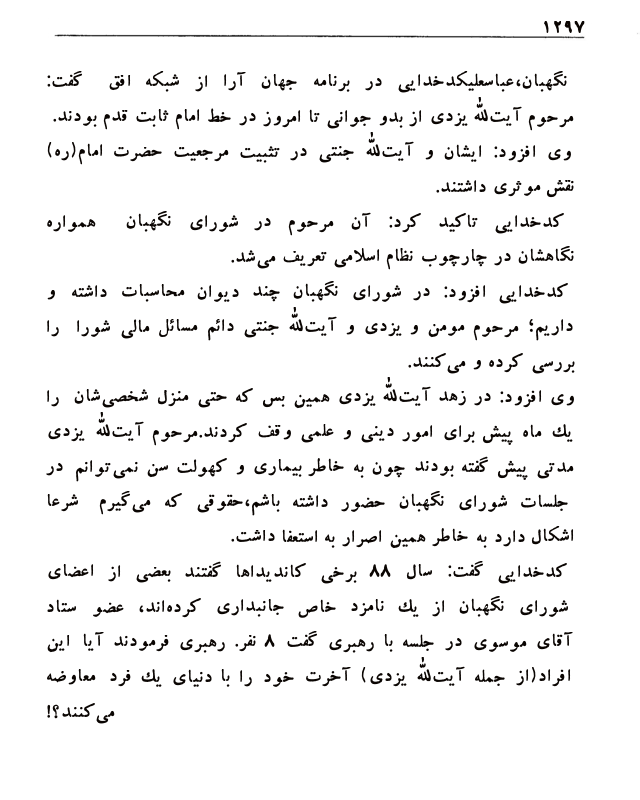 ۱۲۹۷
نگهبان،عباسعلیکدخدایی در برنامه جهان آرا از شبکه افق گفت:
مرحوم آیت‌الله یزدی از بدو جوانی تا امروز در خط امام ثابت قدم بودند.
وی افزود: ایشان و آیت‌الله جنتی در تثبیت مرجعیت حضرت امام(ره)
نقش موثری داشتند.
کدخدایی تاکید کرد: آن مرحوم در شورای نگهبان همواره
نگاهشان در چارچوب نظام اسلامی تعریف می‌شد.
کدخدایی افزود: در شورای نگهبان چند دیوان محاسبات داشته و
داریم؛ مرحوم مومن و یزدی و آیت‌الله جنتی دائم مسائل مالی شورا را
بررسی کرده و می‌کنند.
وی افزود: در زهد آیت‌الله یزدی همین بس که حتی منزل شخصی‌شان را
یك ماه پیش برای امور دینی و علمی وقف کردند.مرحوم آیت‌الله یزدی
مدتی پیش گفته بودند چون به خاطر بیماری و کهولت سن نمی‌توانم در
جلسات شورای نگهبان حضور داشته باشم،حقوقی که می‌گیرم شرعا
اشکال دارد به خاطر همین اصرار به استعفا داشت.
کدخدایی گفت: سال ۸۸ برخی کاندیداها گفتند بعضی از اعضای
شورای نگهبان از یك نامزد خاص جانبداری کرده‌اند، عضو ستاد
آقای موسوی در جلسه با رهبری گفت ۸ نفر. رهبری فرمودند آیا این
افراد(از جمله آیت‌الله یزدی) آخرت خود را با دنیای یك فرد معاوضه
می‌کنند؟!